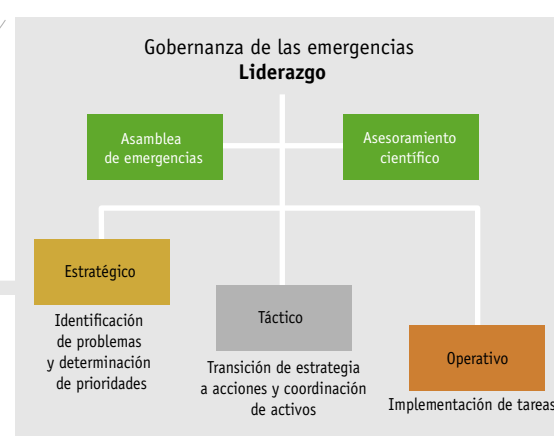 Gobernanza de las emergencias
Liderazgo
Asamblea
de emergencias
Asesoramiento
científico
Estratégico
Identificación
de problemas
y determinación
de prioridades
Táctico
Transición de estrategia
a acciones y coordinación
de activos
Operativo
Implementación de tareas